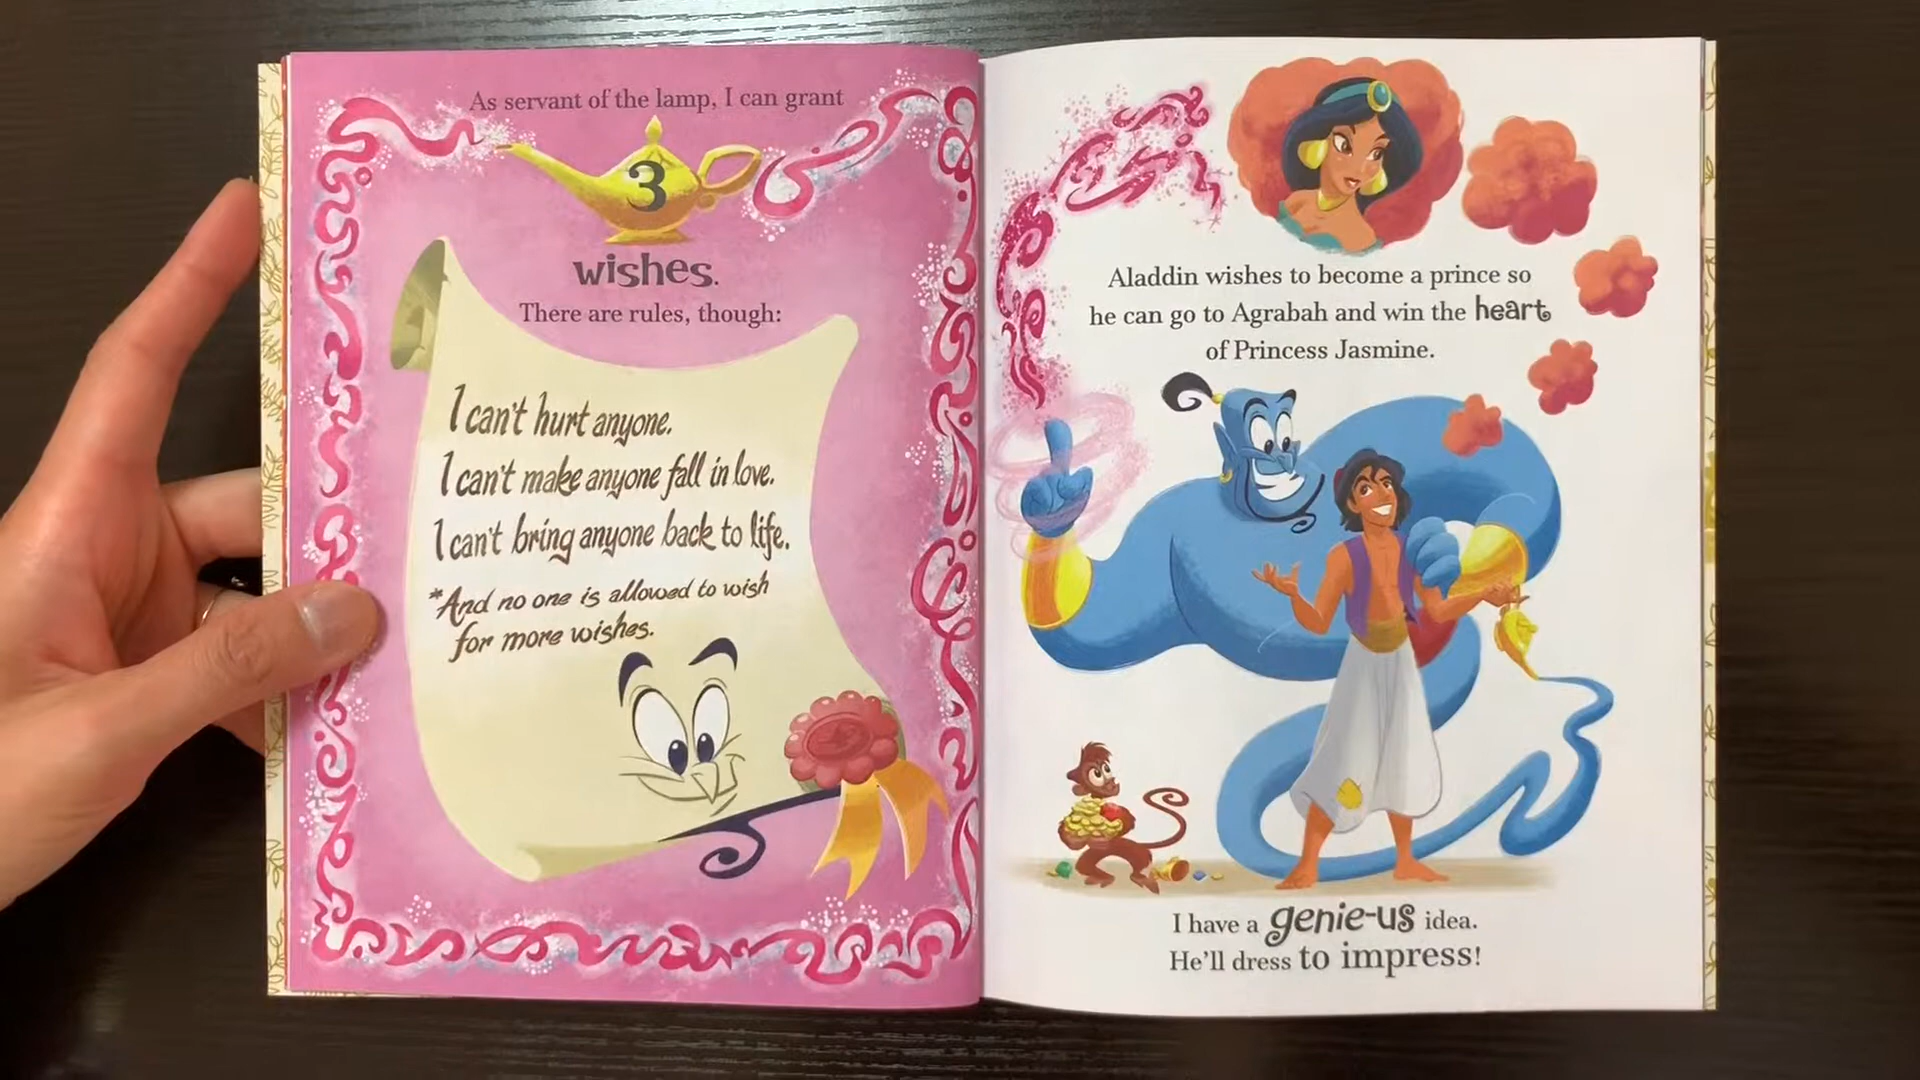 As servant of the lamp, I can grant
3
wishes.
There are rules, though:
I can't hurt anyone.
I can't make anyone fall in love.
I can't bring anyone back to life.
*And no one is allowed to wish
for more wishes.
Aladdin wishes to become a prince so
he can go to Agrabah and win the heart
of Princess Jasmine.
I have a genie-us idea.
He'll dress to impress!